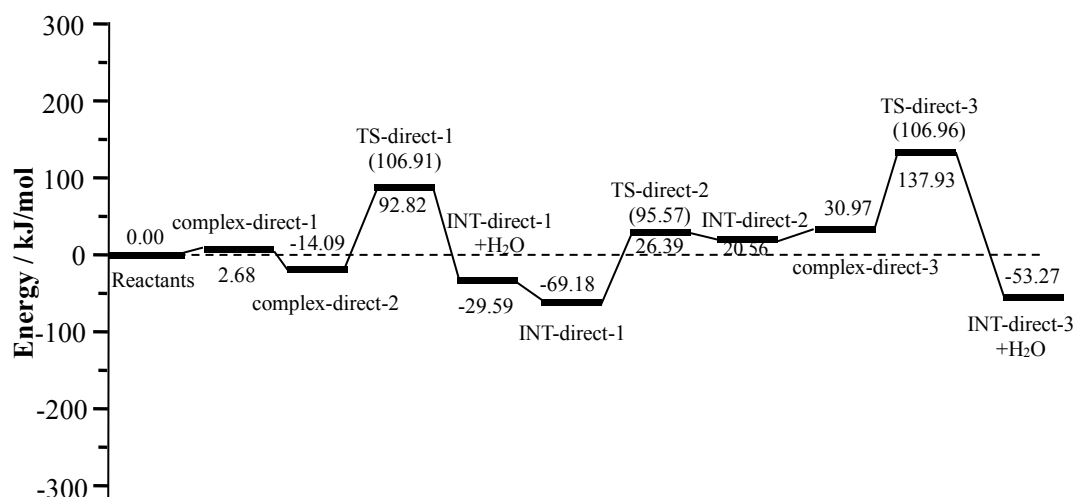 300
200
100
0
-100
-200
-300
Energy / kJ/mol
0.00
Reactants
complex-direct-1
2.68
-14.09
complex-direct-2
TS-direct-1
(106.91)
92.82
INT-direct-1
+H₂O
-29.59
-69.18
INT-direct-1
TS-direct-2
(95.57)
26.39
INT-direct-2
20.56
30.97
complex-direct-3
TS-direct-3
(106.96)
137.93
-53.27
INT-direct-3
+H₂O